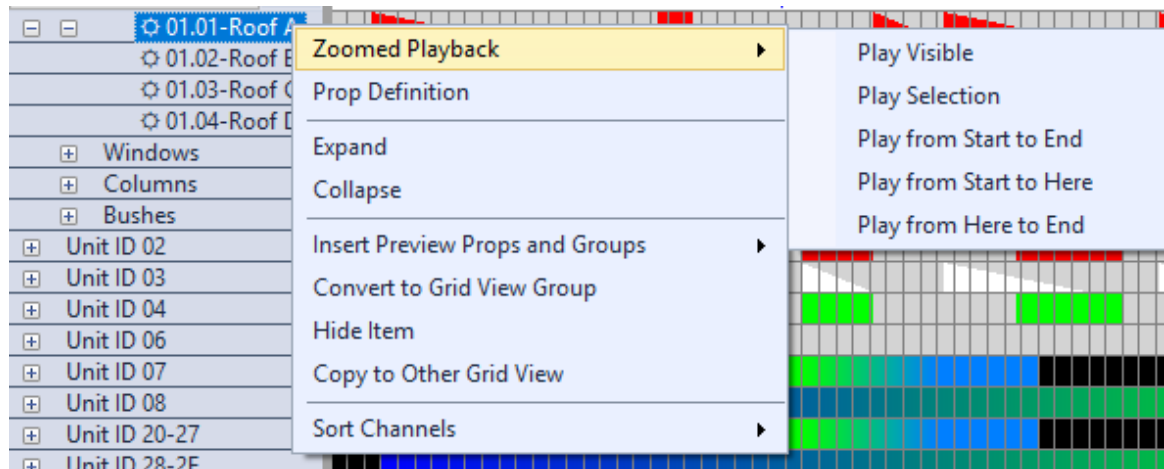 01.01-Roof A
01.02-Roof
01.03-Roof
01.04-Roof
Windows
Columns
Bushes
Unit ID 02
Unit ID 03
Unit ID 04
Unit ID 06
Unit ID 07
Unit ID 08
Unit ID 20-27
Unit ID 28-2F
Zoomed Playback
Prop Definition
Expand
Collapse
Insert Preview Props and Groups
Convert to Grid View Group
Hide Item
Copy to Other Grid View
Sort Channels
Play Visible
Play Selection
Play from Start to End
Play from Start to Here
Play from Here to End